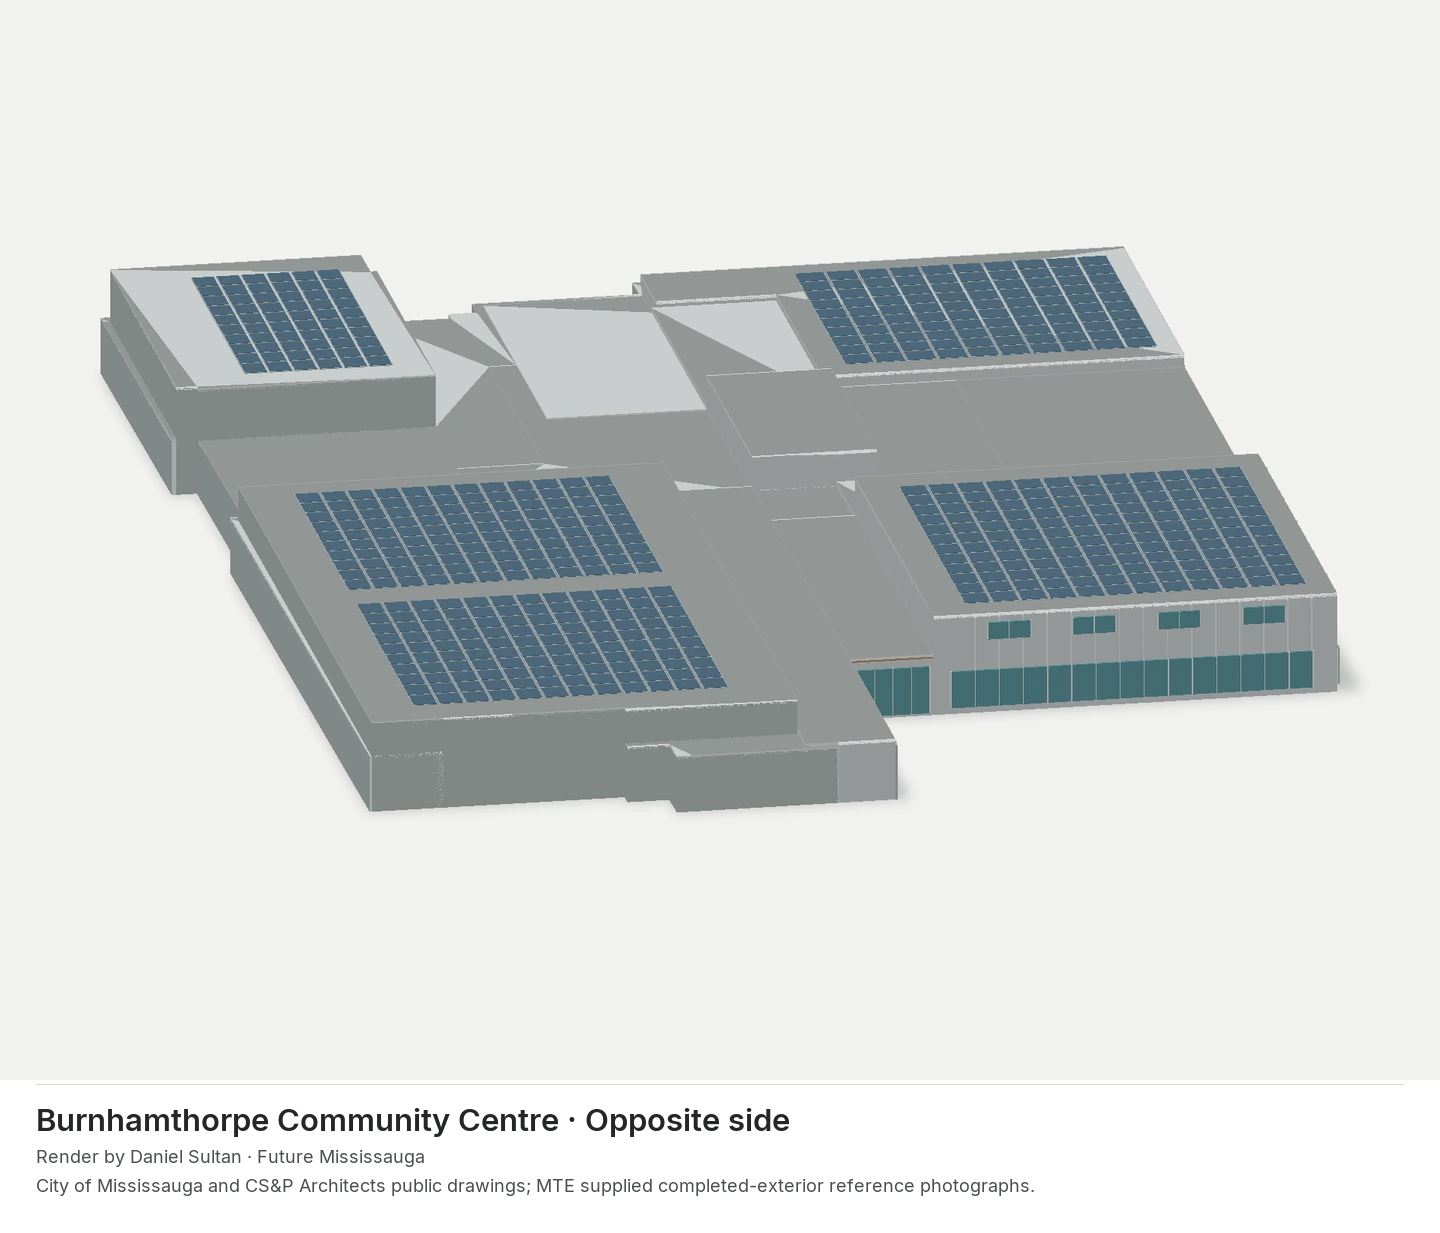 Burnhamthorpe Community Centre · Opposite side
Render by Daniel Sultan · Future Mississauga
City of Mississauga and CS&P Architects public drawings; MTE supplied completed-exterior reference photographs.